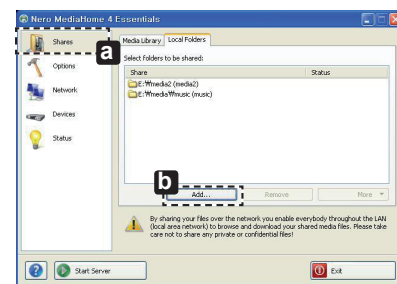 Nero MediaHome 4 Essentials
Shares
a
Options
Network
Devices
Status
Media Library
Local Folders
Select folders to be shared:
Share
Status
E:₩media2 (media2)
E:₩media₩music (music)
b
Add...
Remove
More
By sharing your files over the network you enable everybody throughout the LAN
(local area network) to browse and download your shared media files. Please take
care not to share any private or confidential files!
Start Server
Exit